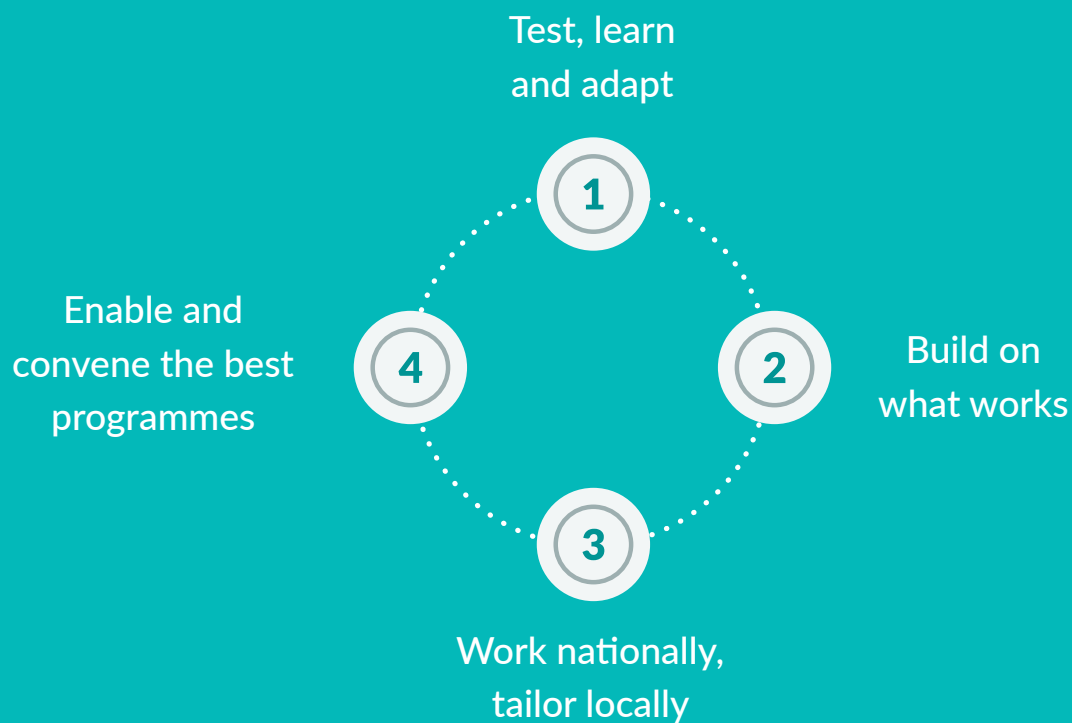 Test, learn
and adapt
1
2
Build on
what works
3
Work nationally,
tailor locally
4
Enable and
convene the best
programmes